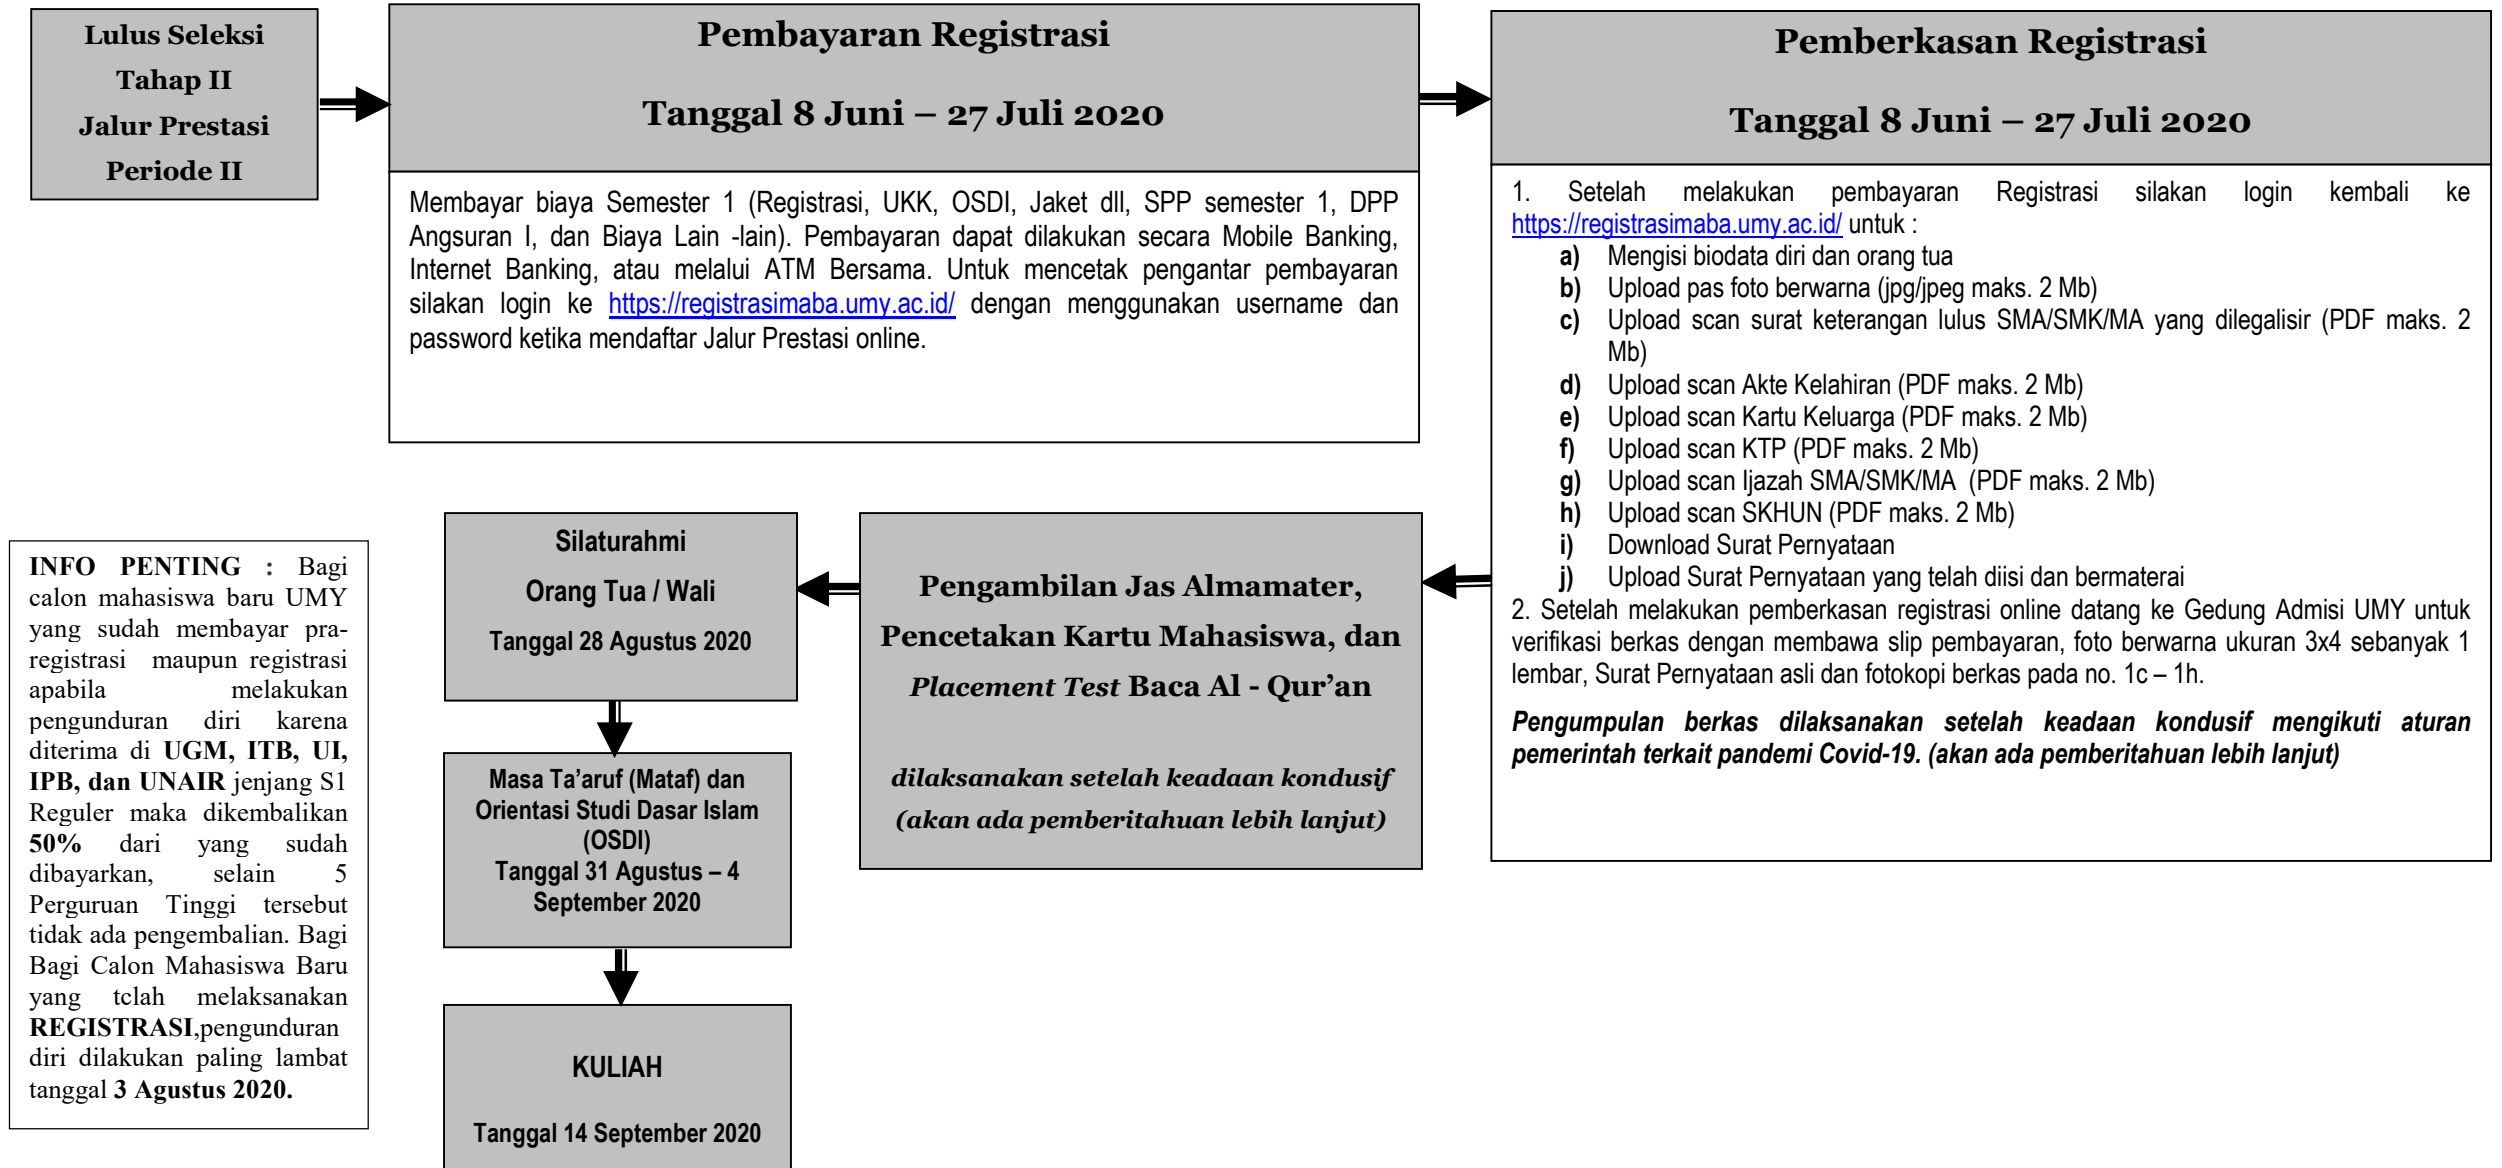 Lulus Seleksi
Tahap II
Jalur Prestasi
Periode II
Pembayaran Registrasi
Tanggal 8 Juni – 27 Juli 2020
Membayar biaya Semester 1 (Registrasi, UKK, OSDI, Jaket dll, SPP semester 1, DPP
Angsuran I, dan Biaya Lain -lain). Pembayaran dapat dilakukan secara Mobile Banking,
Internet Banking, atau melalui ATM Bersama. Untuk mencetak pengantar pembayaran
silakan login ke https://registrasimaba.umy.ac.id/ dengan menggunakan username dan
password ketika mendaftar Jalur Prestasi online.
Pemberkasan Registrasi
Tanggal 8 Juni – 27 Juli 2020
1. Setelah melakukan pembayaran Registrasi silakan login kembali ke
https://registrasimaba.umy.ac.id/ untuk :
a) Mengisi biodata diri dan orang tua
b) Upload pas foto berwarna (jpg/jpeg maks. 2 Mb)
c) Upload scan surat keterangan lulus SMA/SMK/MA yang dilegalisir (PDF maks. 2
Mb)
d) Upload scan Akte Kelahiran (PDF maks. 2 Mb)
e) Upload scan Kartu Keluarga (PDF maks. 2 Mb)
f) Upload scan KTP (PDF maks. 2 Mb)
g) Upload scan Ijazah SMA/SMK/MA (PDF maks. 2 Mb)
h) Upload scan SKHUN (PDF maks. 2 Mb)
i) Download Surat Pernyataan
j) Upload Surat Pernyataan yang telah diisi dan bermaterai
2. Setelah melakukan pemberkasan registrasi online datang ke Gedung Admisi UMY untuk
verifikasi berkas dengan membawa slip pembayaran, foto berwarna ukuran 3x4 sebanyak 1
lembar, Surat Pernyataan asli dan fotokopi berkas pada no. 1c – 1h.
Pengumpulan berkas dilaksanakan setelah keadaan kondusif mengikuti aturan
pemerintah terkait pandemi Covid-19. (akan ada pemberitahuan lebih lanjut)
Pengambilan Jas Almamater,
Pencetakan Kartu Mahasiswa, dan
Placement Test Baca Al - Qur’an
dilaksanakan setelah keadaan kondusif
(akan ada pemberitahuan lebih lanjut)
Silaturahmi
Orang Tua / Wali
Tanggal 28 Agustus 2020
Masa Ta’aruf (Mataf) dan
Orientasi Studi Dasar Islam
(OSDI)
Tanggal 31 Agustus – 4
September 2020
KULIAH
Tanggal 14 September 2020
INFO PENTING : Bagi
calon mahasiswa baru UMY
yang sudah membayar pra-
registrasi maupun registrasi
apabila melakukan
pengunduran diri karena
diterima di UGM, ITB, UI,
IPB, dan UNAIR jenjang S1
Reguler maka dikembalikan
50% dari yang sudah
dibayarkan, selain 5
Perguruan Tinggi tersebut
tidak ada pengembalian. Bagi
Bagi Calon Mahasiswa Baru
yang tclah melaksanakan
REGISTRASI,pengunduran
diri dilakukan paling lambat
tanggal 3 Agustus 2020.